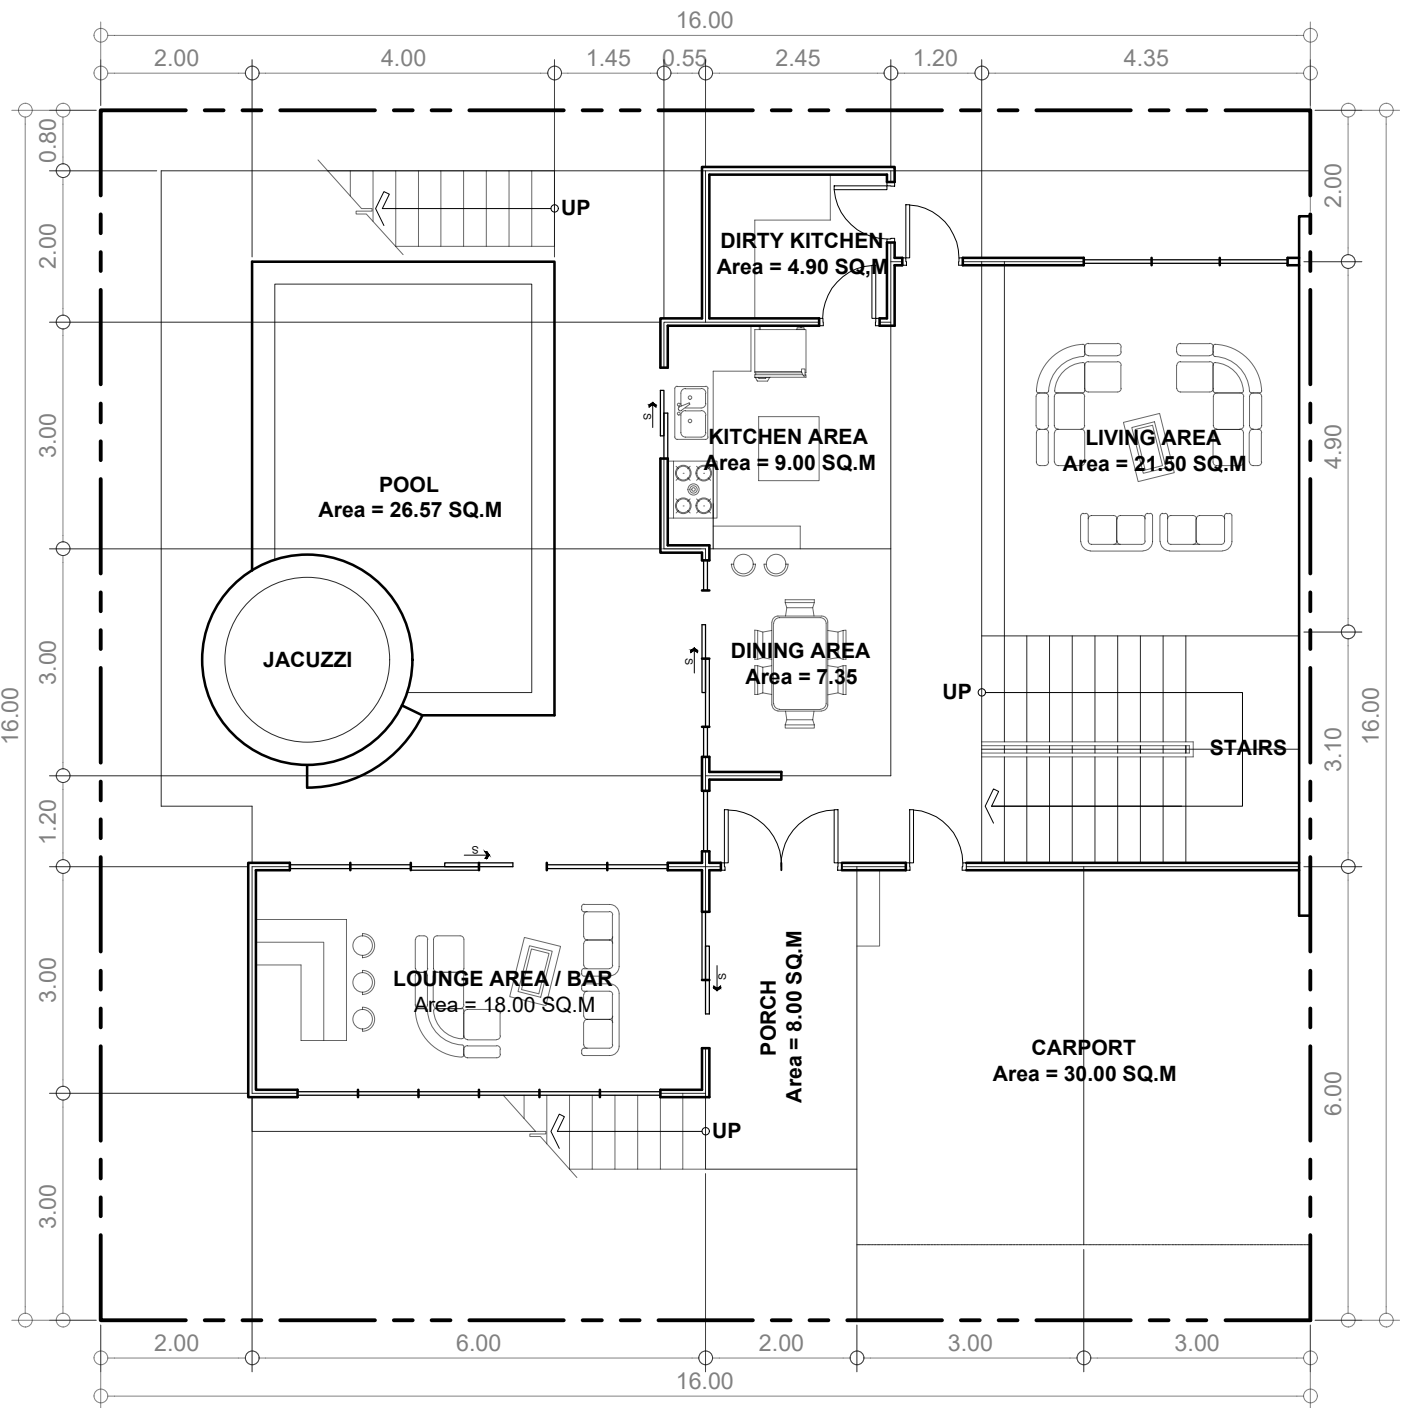 16.00
2.00 4.00 1.45 0.55 2.45 1.20 4.35
0.80
2.00
UP
DIRTY KITCHEN
Area = 4.90 SQ,M
2.00
3.00
S
KITCHEN AREA
Area = 9.00 SQ.M
LIVING AREA
Area = 21.50 SQ.M
4.90
POOL
Area = 26.57 SQ.M
JACUZZI
3.00
S
DINING AREA
Area = 7.35
UP
16.00
16.00
STAIRS
3.10
1.20
S
3.00
LOUNGE AREA / BAR
Area = 18.00 SQ.M
S
PORCH
Area = 8.00 SQ.M
CARPORT
Area = 30.00 SQ.M
6.00
UP
3.00
2.00 6.00 2.00 3.00 3.00
16.00